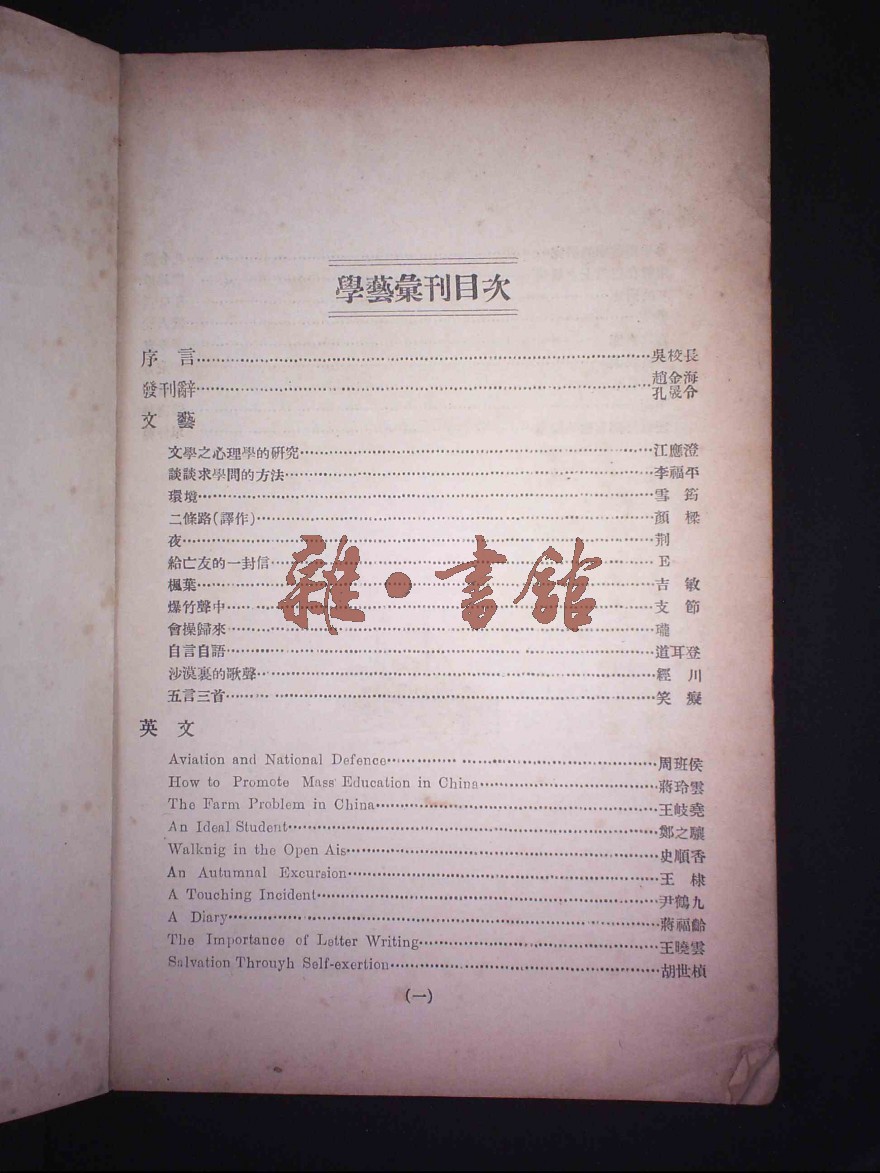 學藝彙刊目次
序言……吳校長
發刊辭……趙金海
孔晟令
文藝
文學之心理學的研究……江應澄
談談求學問的方法……李福平
環境……雪筠
二條路(譯作)……顏樑
夜……荆
給亡友的一封信……E
楓葉……吉敏
爆竹聲中……支節
會操歸來……瓏
自言自語……道耳登
沙漠裏的歌聲……經川
五言三首……笑癡
英文
Aviation and National Defence……周班侯
How to Promote Mass Education in China……蔣玲雲
The Farm Problem in China……王岐堯
An Ideal Student……鄭之驤
Walknig in the Open Ais……史順香
An Autumnal Excursion……王棣
A Touching Incident……尹鶴九
A Diary……蔣福齡
The Importance of Letter Writing……王曉雲
Salvation Throuyh Self-exertion……胡世楨
(一)
雜·書館